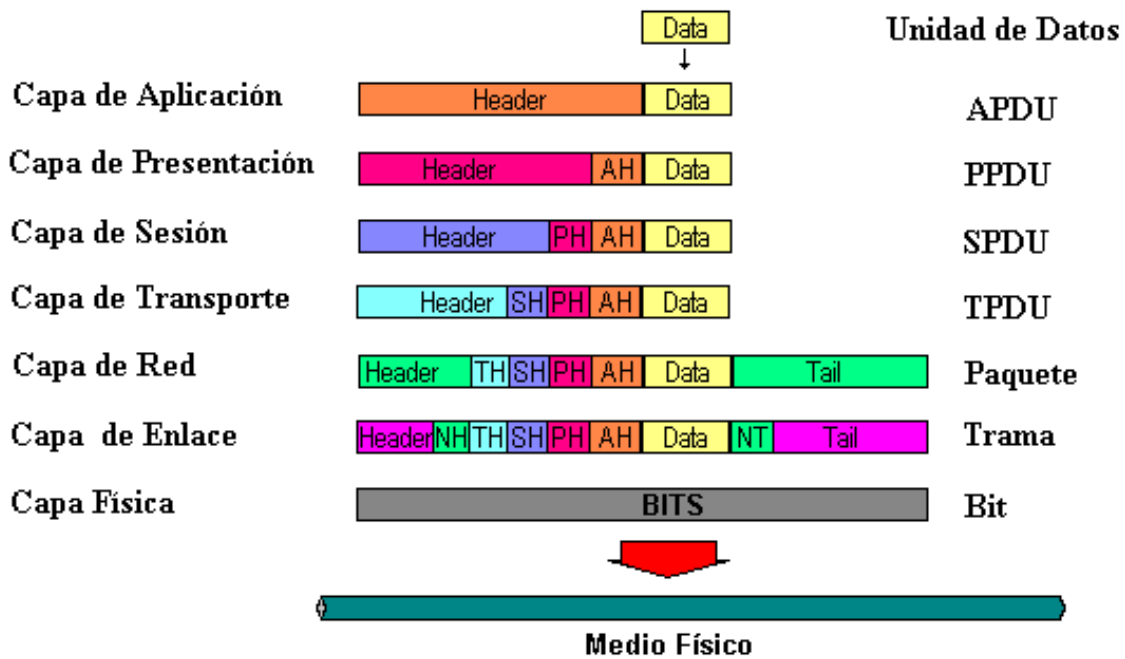 Data Unidad de Datos
Capa de Aplicación Header Data APDU
Capa de Presentación Header AH Data PPDU
Capa de Sesión Header PH AH Data SPDU
Capa de Transporte Header SH PH AH Data TPDU
Capa de Red Header TH SH PH AH Data Tail Paquete
Capa de Enlace Header NH TH SH PH AH Data NT Tail Trama
Capa Física BITS Bit
Medio Físico